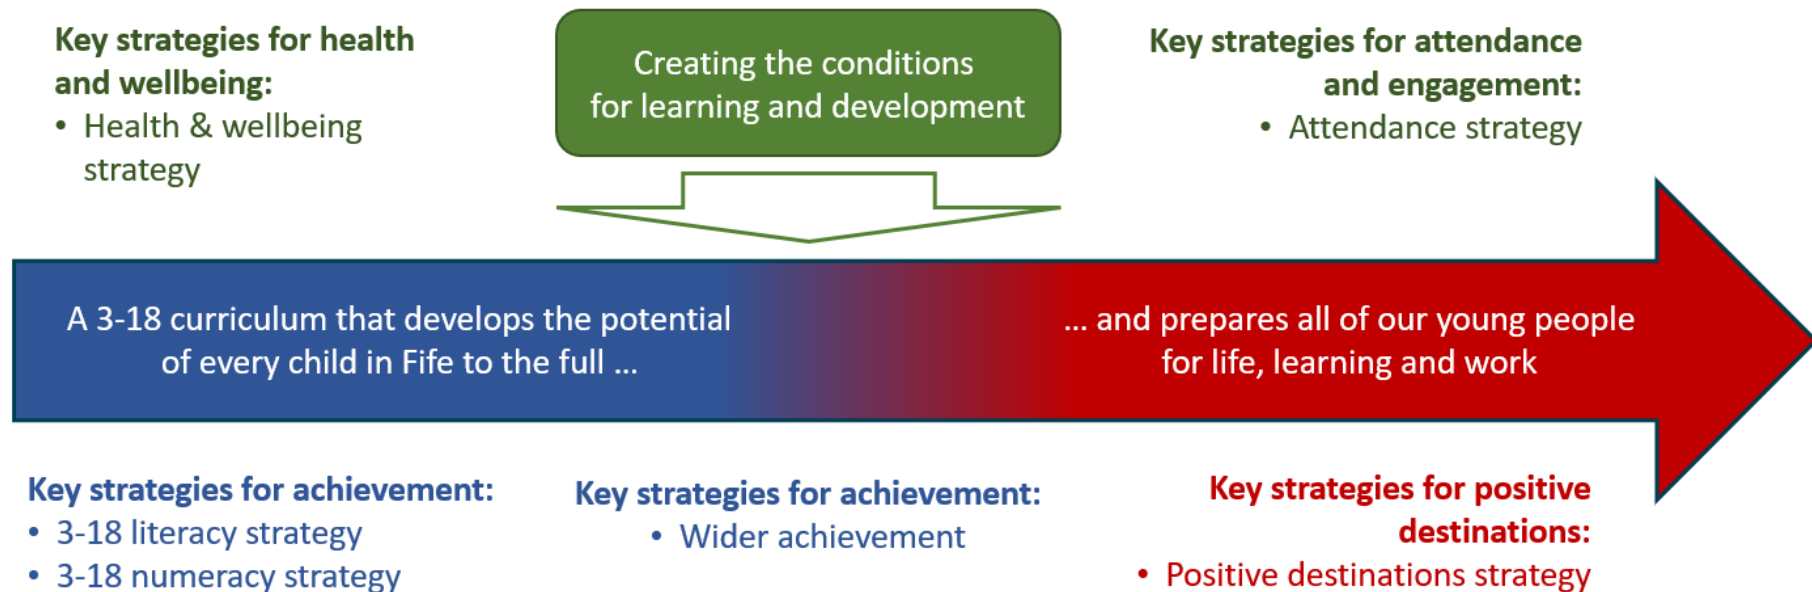 Key strategies for health
and wellbeing:
• Health & wellbeing
strategy
Creating the conditions
for learning and development
Key strategies for attendance
and engagement:
• Attendance strategy
A 3-18 curriculum that develops the potential
of every child in Fife to the full ...
... and prepares all of our young people
for life, learning and work
Key strategies for achievement:
• 3-18 literacy strategy
• 3-18 numeracy strategy
Key strategies for achievement:
• Wider achievement
Key strategies for positive
destinations:
• Positive destinations strategy